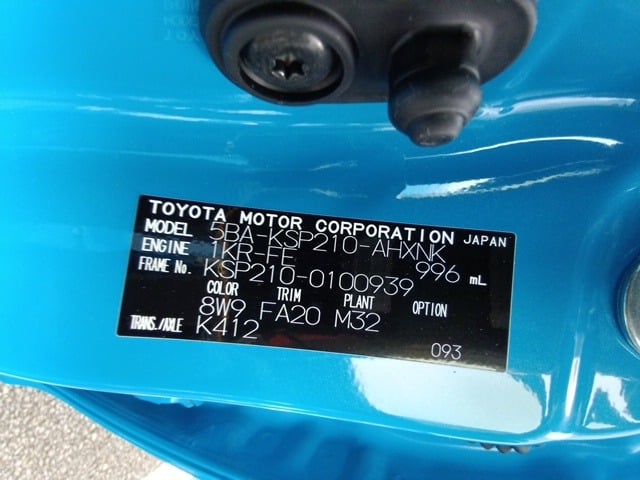 TOYOTA MOTOR CORPORATION JAPAN
MODEL 5BA-KSP210-AHXNK
ENGINE 1KR-FE 996 mL
FRAME No. KSP210-0100939
COLOR TRIM PLANT OPTION
8W9 FA20 M32
TRANS./AXLE K412
093